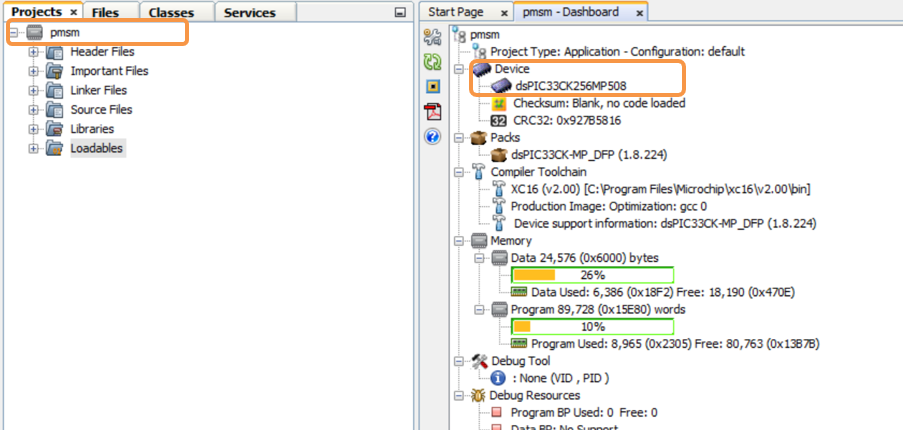 Projects × Files Classes Services
pmsm
Header Files
Important Files
Linker Files
Source Files
Libraries
Loadables
Start Page × pmsm - Dashboard ×
pmsm
Project Type: Application - Configuration: default
Device
dsPIC33CK256MP508
Checksum: Blank, no code loaded
32 CRC32: 0x927B5816
Packs
dsPIC33CK-MP_DFP (1.8.224)
Compiler Toolchain
XC16 (v2.00) [C:\Program Files\Microchip\xc16\v2.00\bin]
Production Image: Optimization: gcc 0
Device support information: dsPIC33CK-MP_DFP (1.8.224)
Memory
Data 24,576 (0x6000) bytes
26%
Data Used: 6,386 (0x18F2) Free: 18,190 (0x470E)
Program 89,728 (0x15E80) words
10%
Program Used: 8,965 (0x2305) Free: 80,763 (0x13B7B)
Debug Tool
: None (VID , PID )
Debug Resources
Program BP Used: 0 Free: 0
Data BP: No Support